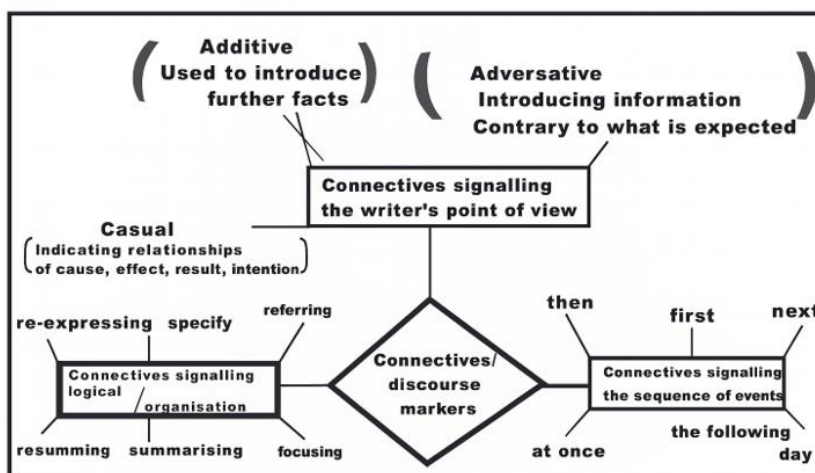 Additive
Used to introduce
further facts
Adversative
Introducing information
Contrary to what is expected
Connectives signalling
the writer's point of view
Casual
(Indicating relationships
of cause, effect, result, intention)
re-expressing
specify
referring
Connectives signalling
logical
organisation
resumming
summarising
focusing
Connectives/
discourse
markers
then
first
next
Connectives signalling
the sequence of events
at once
the following
day